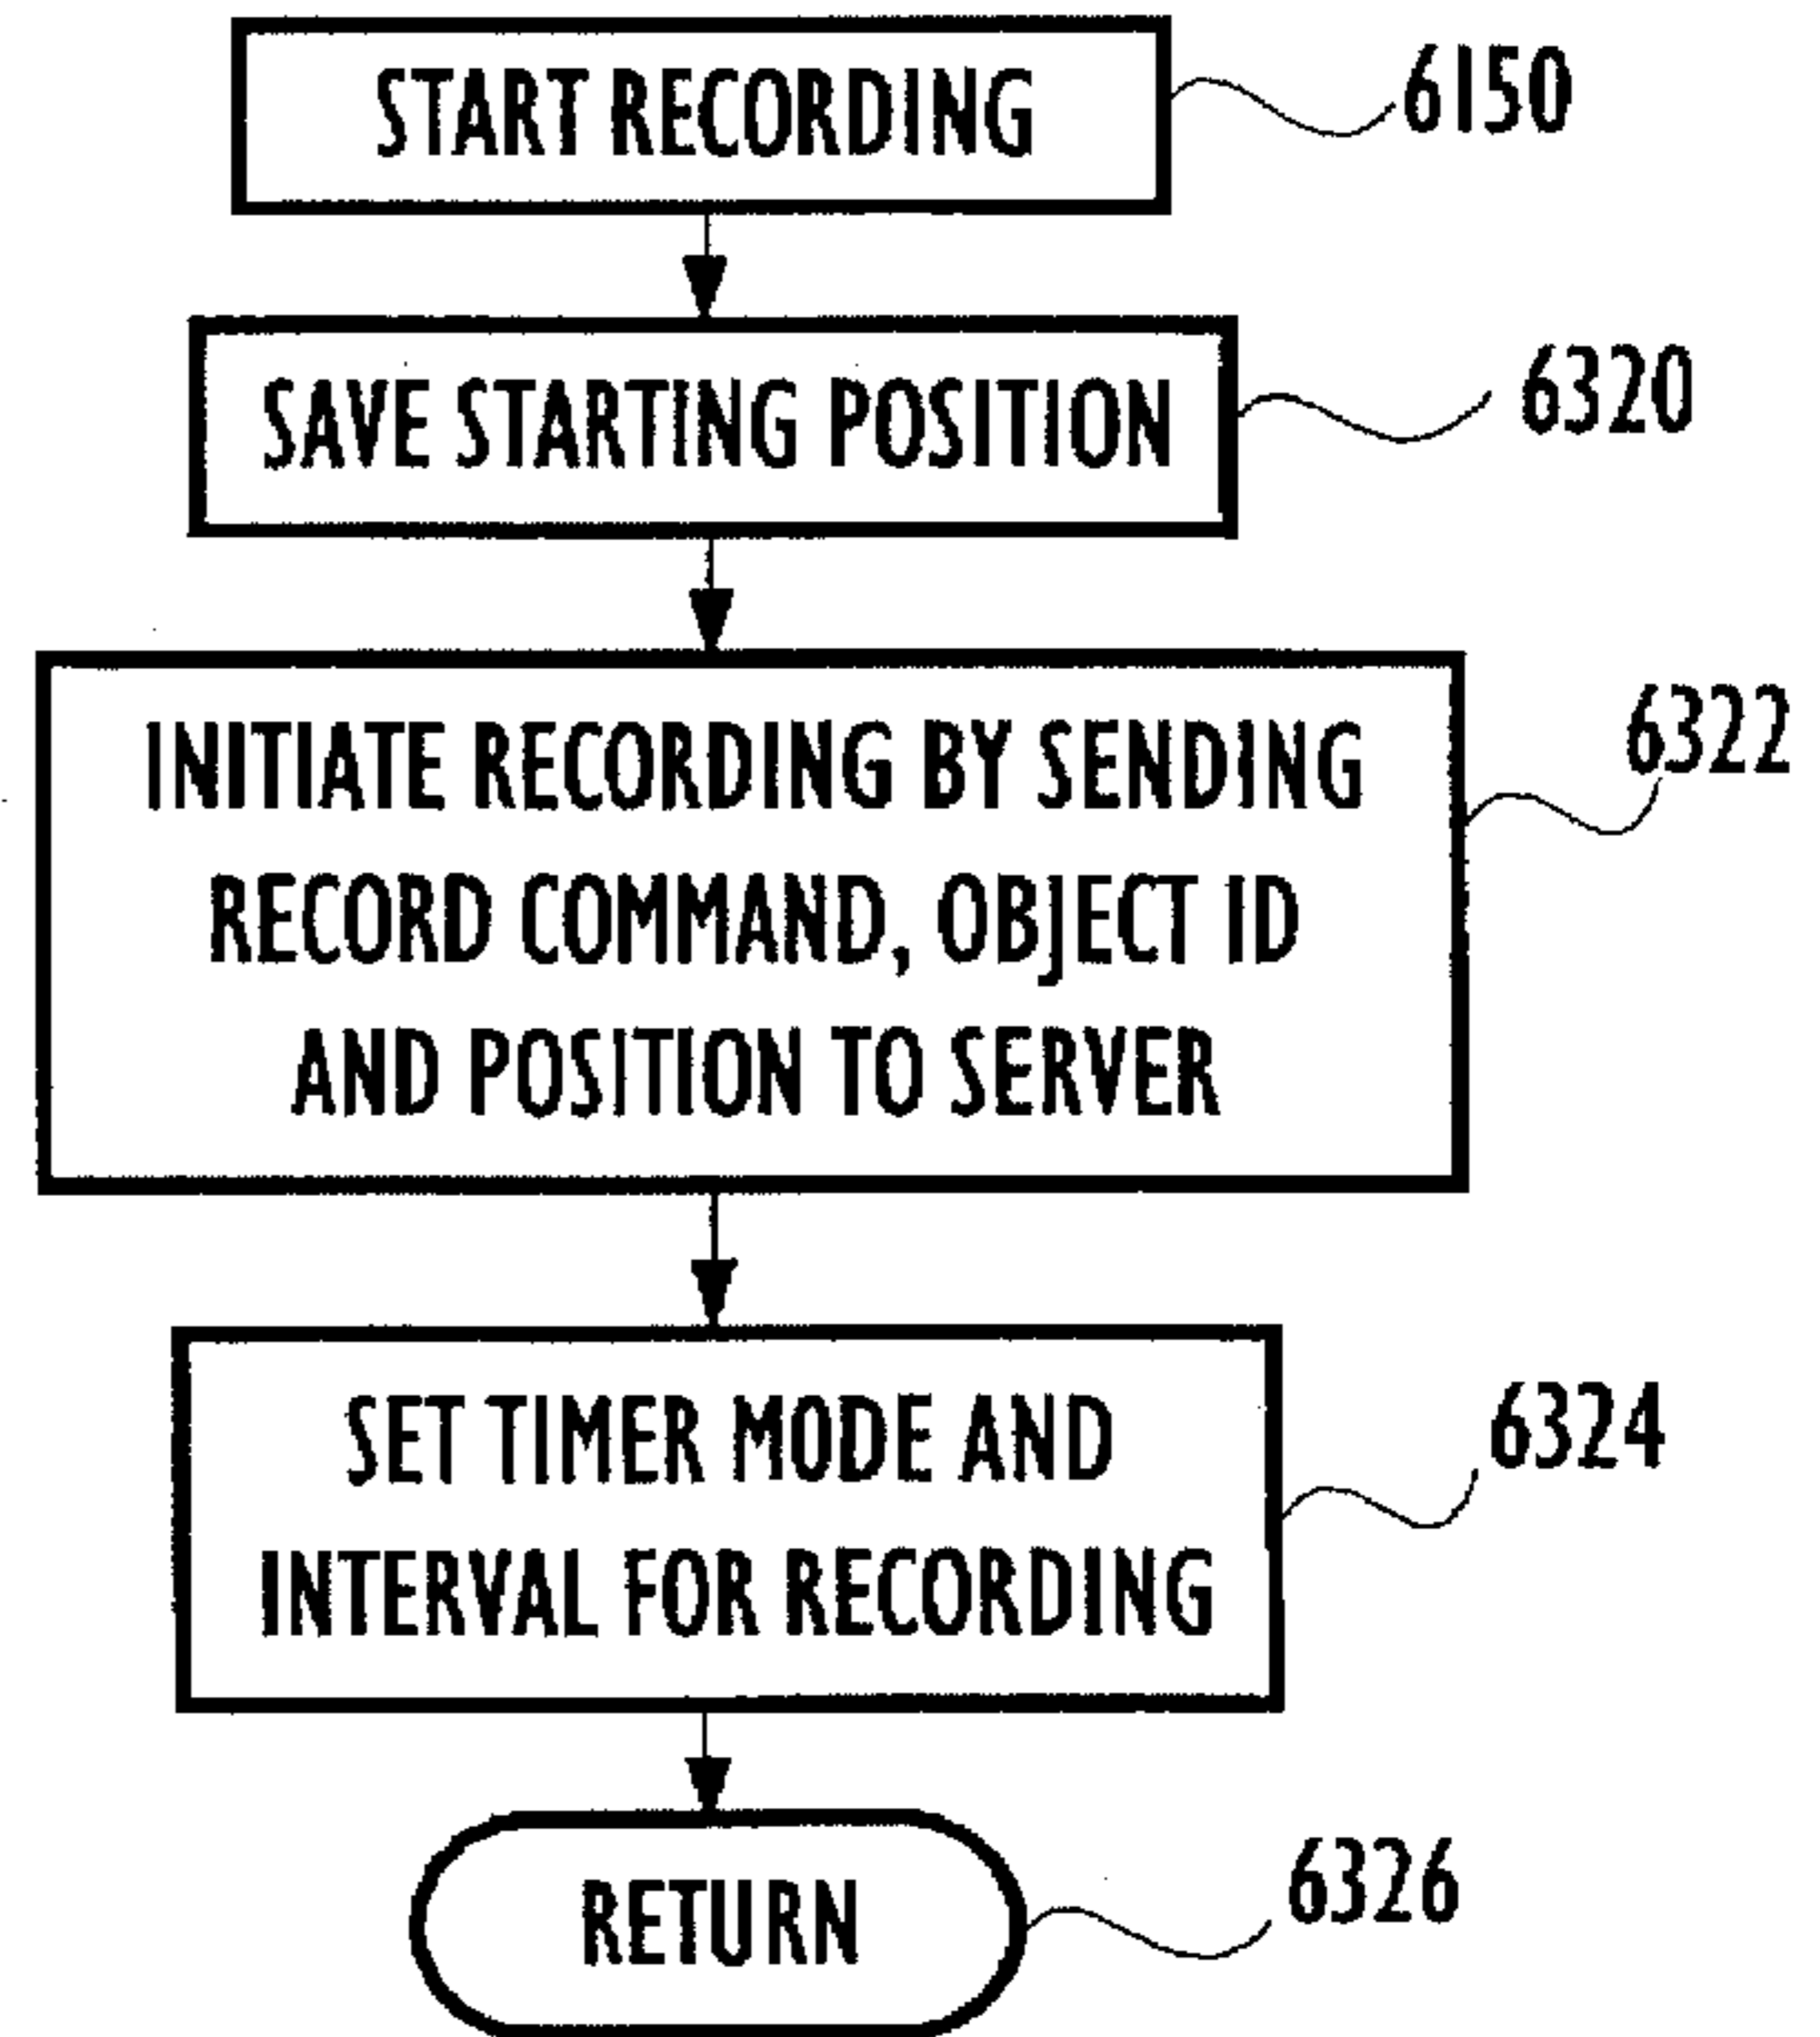 START RECORDING
6150
SAVE STARTING POSITION
6320
INITIATE RECORDING BY SENDING
RECORD COMMAND, OBJECT ID
AND POSITION TO SERVER
6322
SET TIMER MODE AND
INTERVAL FOR RECORDING
6324
RETURN
6326